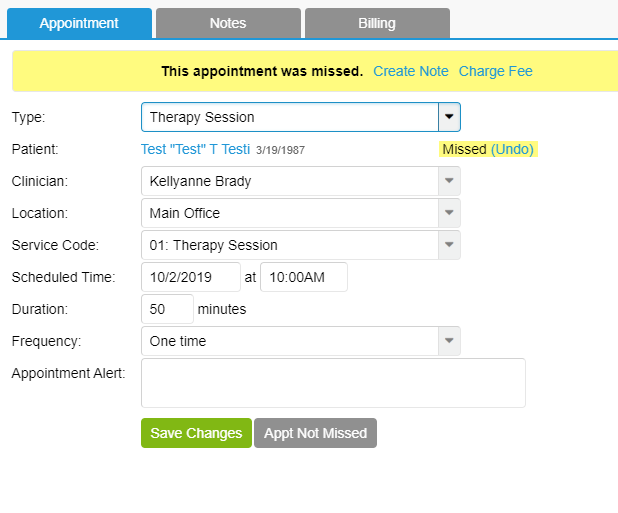 Appointment Notes Billing
This appointment was missed. Create Note Charge Fee
Type: Therapy Session
Patient: Test "Test" T Testi 3/19/1987 Missed (Undo)
Clinician: Kellyanne Brady
Location: Main Office
Service Code: 01: Therapy Session
Scheduled Time: 10/2/2019 at 10:00AM
Duration: 50 minutes
Frequency: One time
Appointment Alert:
Save Changes Appt Not Missed